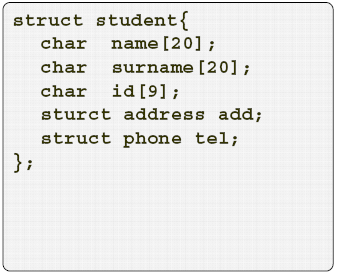 struct student{
char name[20];
char surname[20];
char id[9];
sturct address add;
struct phone tel;
};